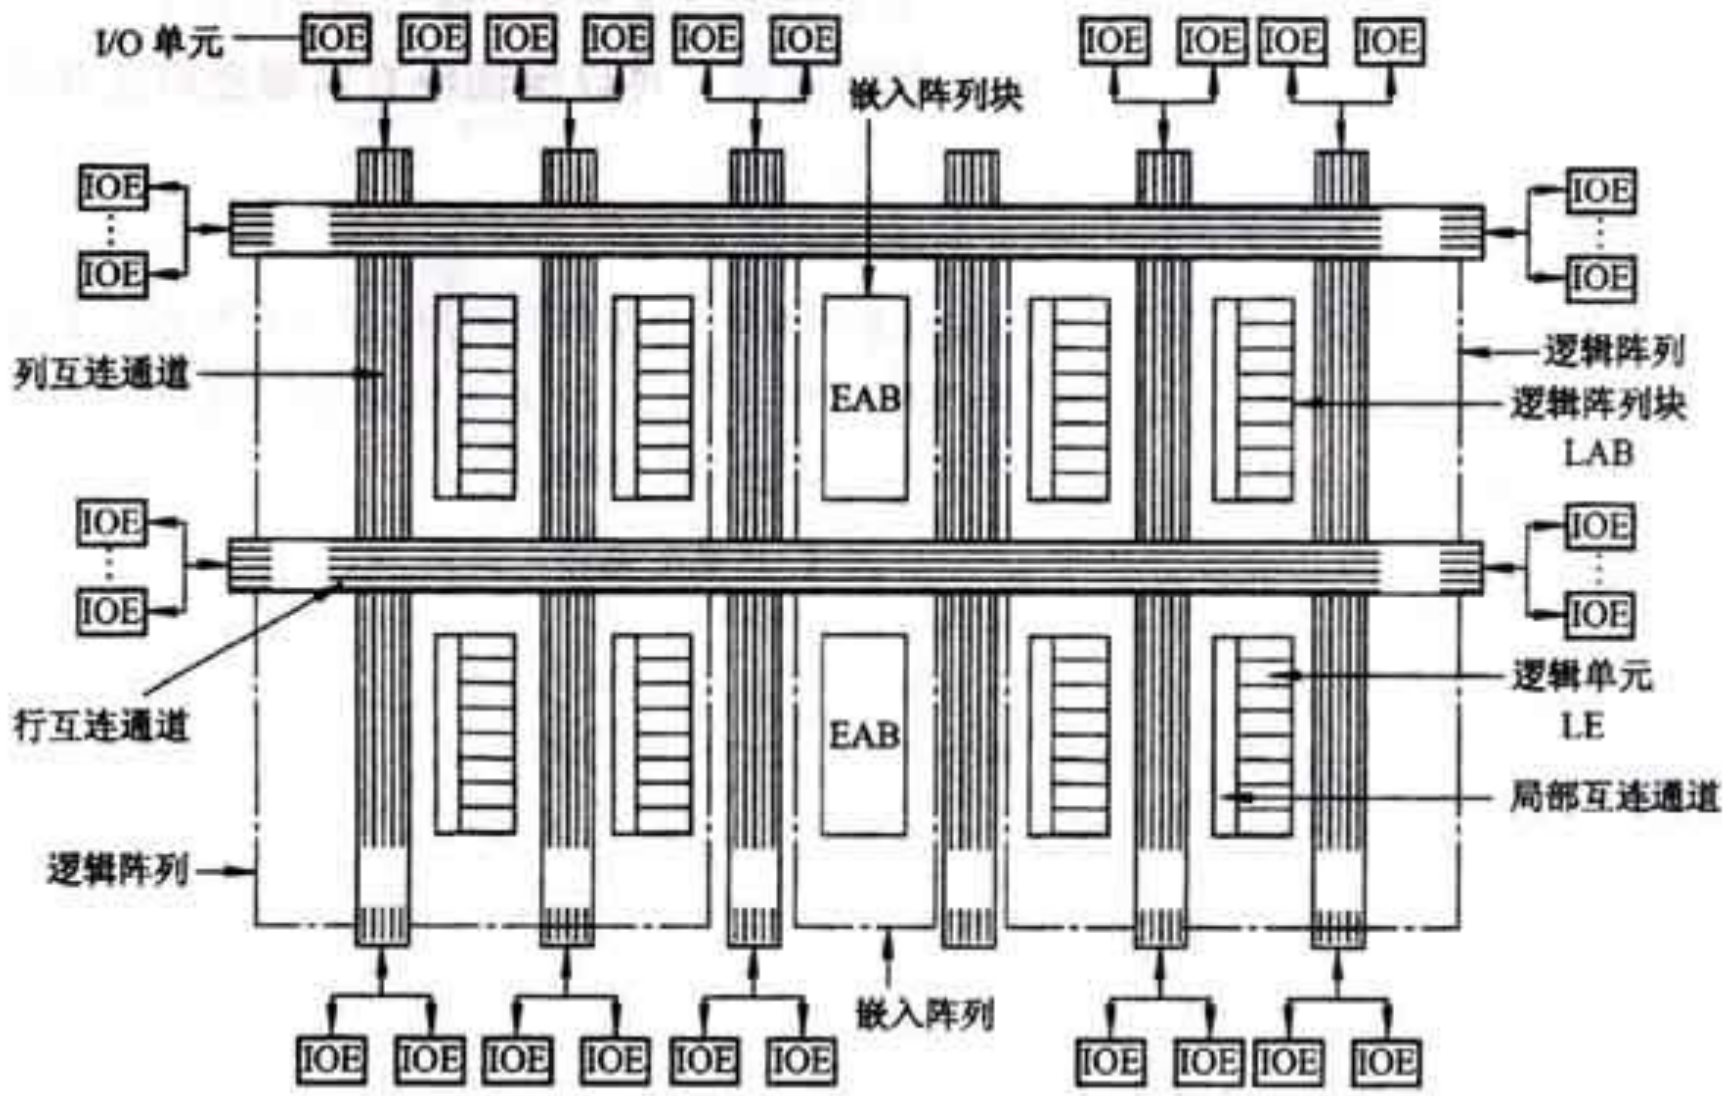 I/O 单元 IOE IOE IOE IOE IOE IOE IOE IOE IOE IOE
嵌入阵列块
IOE IOE
IOE IOE
列互连通道
逻辑阵列
EAB
逻辑阵列块
LAB
IOE IOE
IOE IOE
逻辑单元
LE
行互连通道
EAB
局部互连通道
逻辑阵列
嵌入阵列
IOE IOE IOE IOE IOE IOE IOE IOE IOE IOE